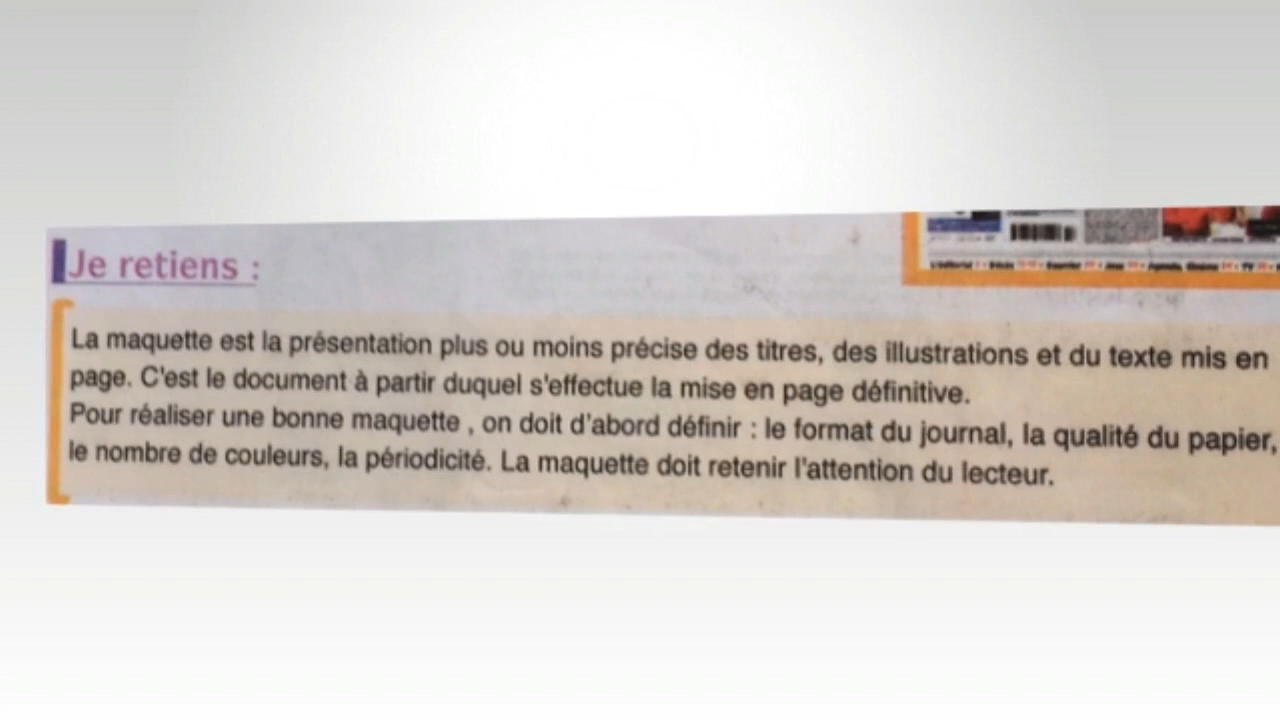 Je retiens :
La maquette est la présentation plus ou moins précise des titres, des illustrations et du texte mis en
page. C'est le document à partir duquel s'effectue la mise en page définitive.
Pour réaliser une bonne maquette , on doit d'abord définir : le format du journal, la qualité du papier,
le nombre de couleurs, la périodicité. La maquette doit retenir l'attention du lecteur.